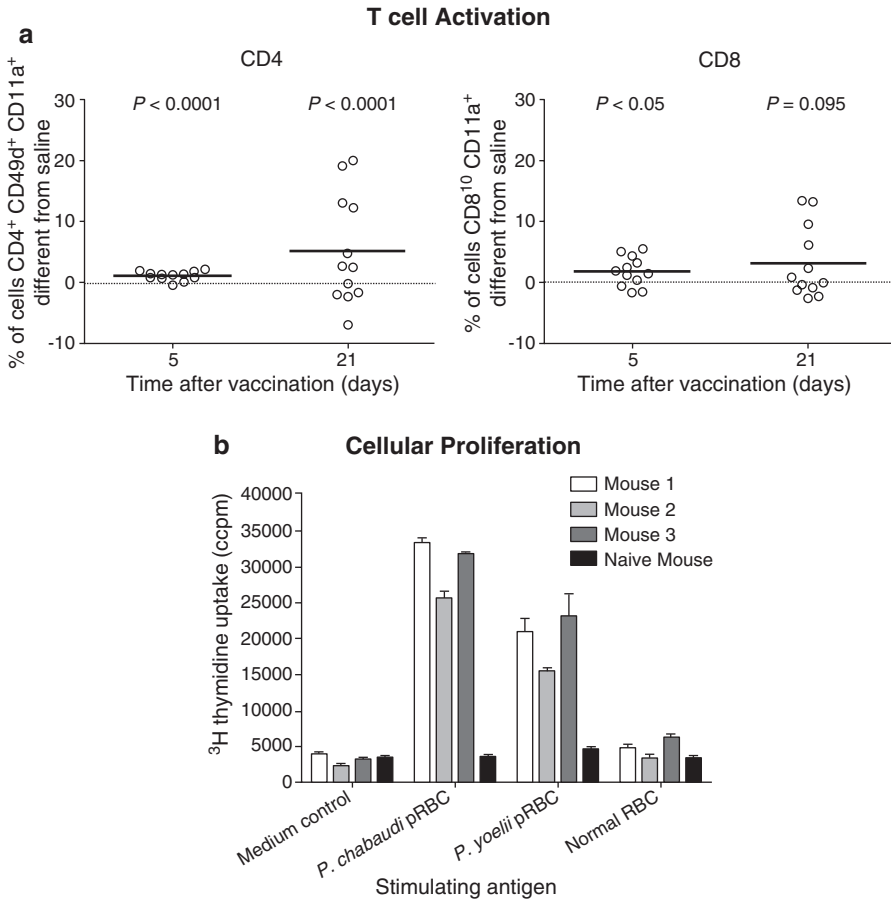 T cell Activation
a
CD4
% of cells CD4⁺ CD49d⁺ CD11a⁺
different from saline
30
20
10
0
-10
P < 0.0001
P < 0.0001
5
21
Time after vaccination (days)
CD8
% of cells CD8¹⁰ CD11a⁺
different from saline
30
20
10
0
-10
P < 0.05
P = 0.095
5
21
Time after vaccination (days)
b
Cellular Proliferation
³H thymidine uptake (ccpm)
40000
35000
30000
25000
20000
15000
10000
5000
0
Mouse 1
Mouse 2
Mouse 3
Naive Mouse
Medium control
P. chabaudi pRBC
P. yoelii pRBC
Normal RBC
Stimulating antigen